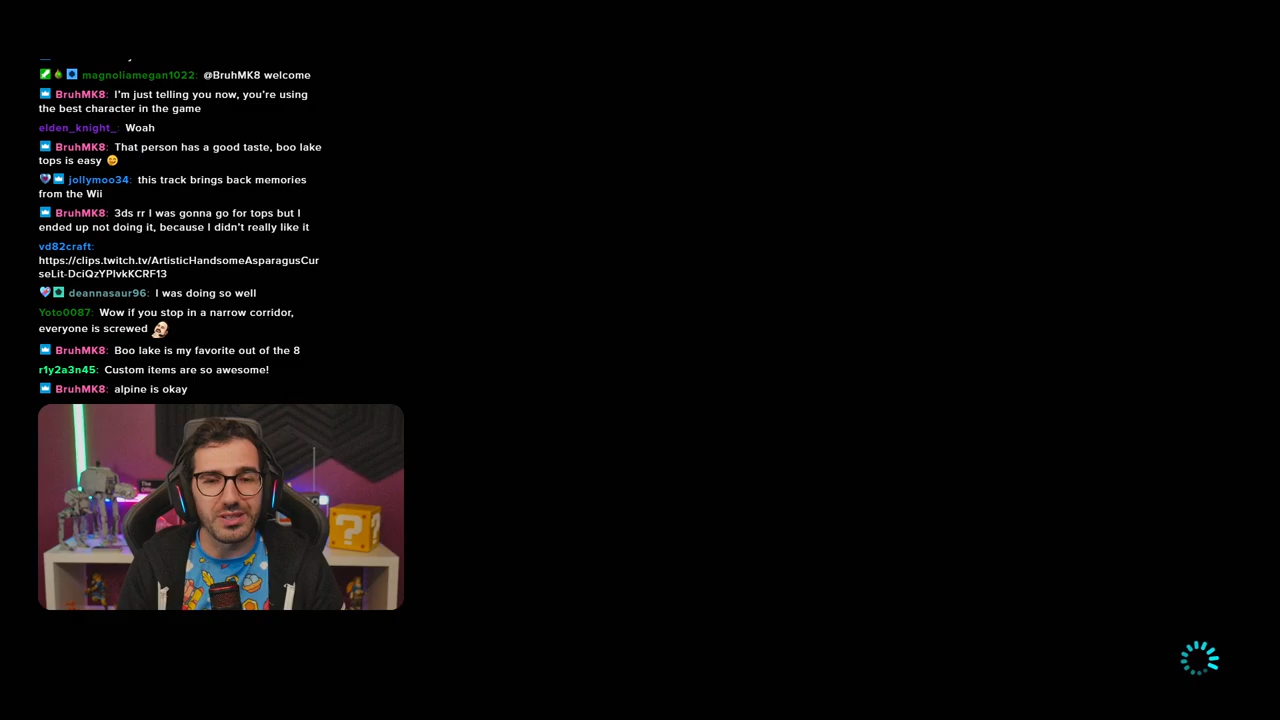 magnoliamegan1022: @BruhMK8 welcome
BruhMK8: I'm just telling you now, you're using
the best character in the game
elden_knight_: Woah
BruhMK8: That person has a good taste, boo lake
tops is easy
jollymoo34: this track brings back memories
from the Wii
BruhMK8: 3ds rr I was gonna go for tops but I
ended up not doing it, because I didn't really like it
vd82craft:
https://clips.twitch.tv/ArtisticHandsomeAsparagusCur
seLit-DciQzYPIvkKCRF13
deannasaur96: I was doing so well
Yoto0087: Wow if you stop in a narrow corridor,
everyone is screwed
BruhMK8: Boo lake is my favorite out of the 8
r1y2a3n45: Custom items are so awesome!
BruhMK8: alpine is okay
The
?